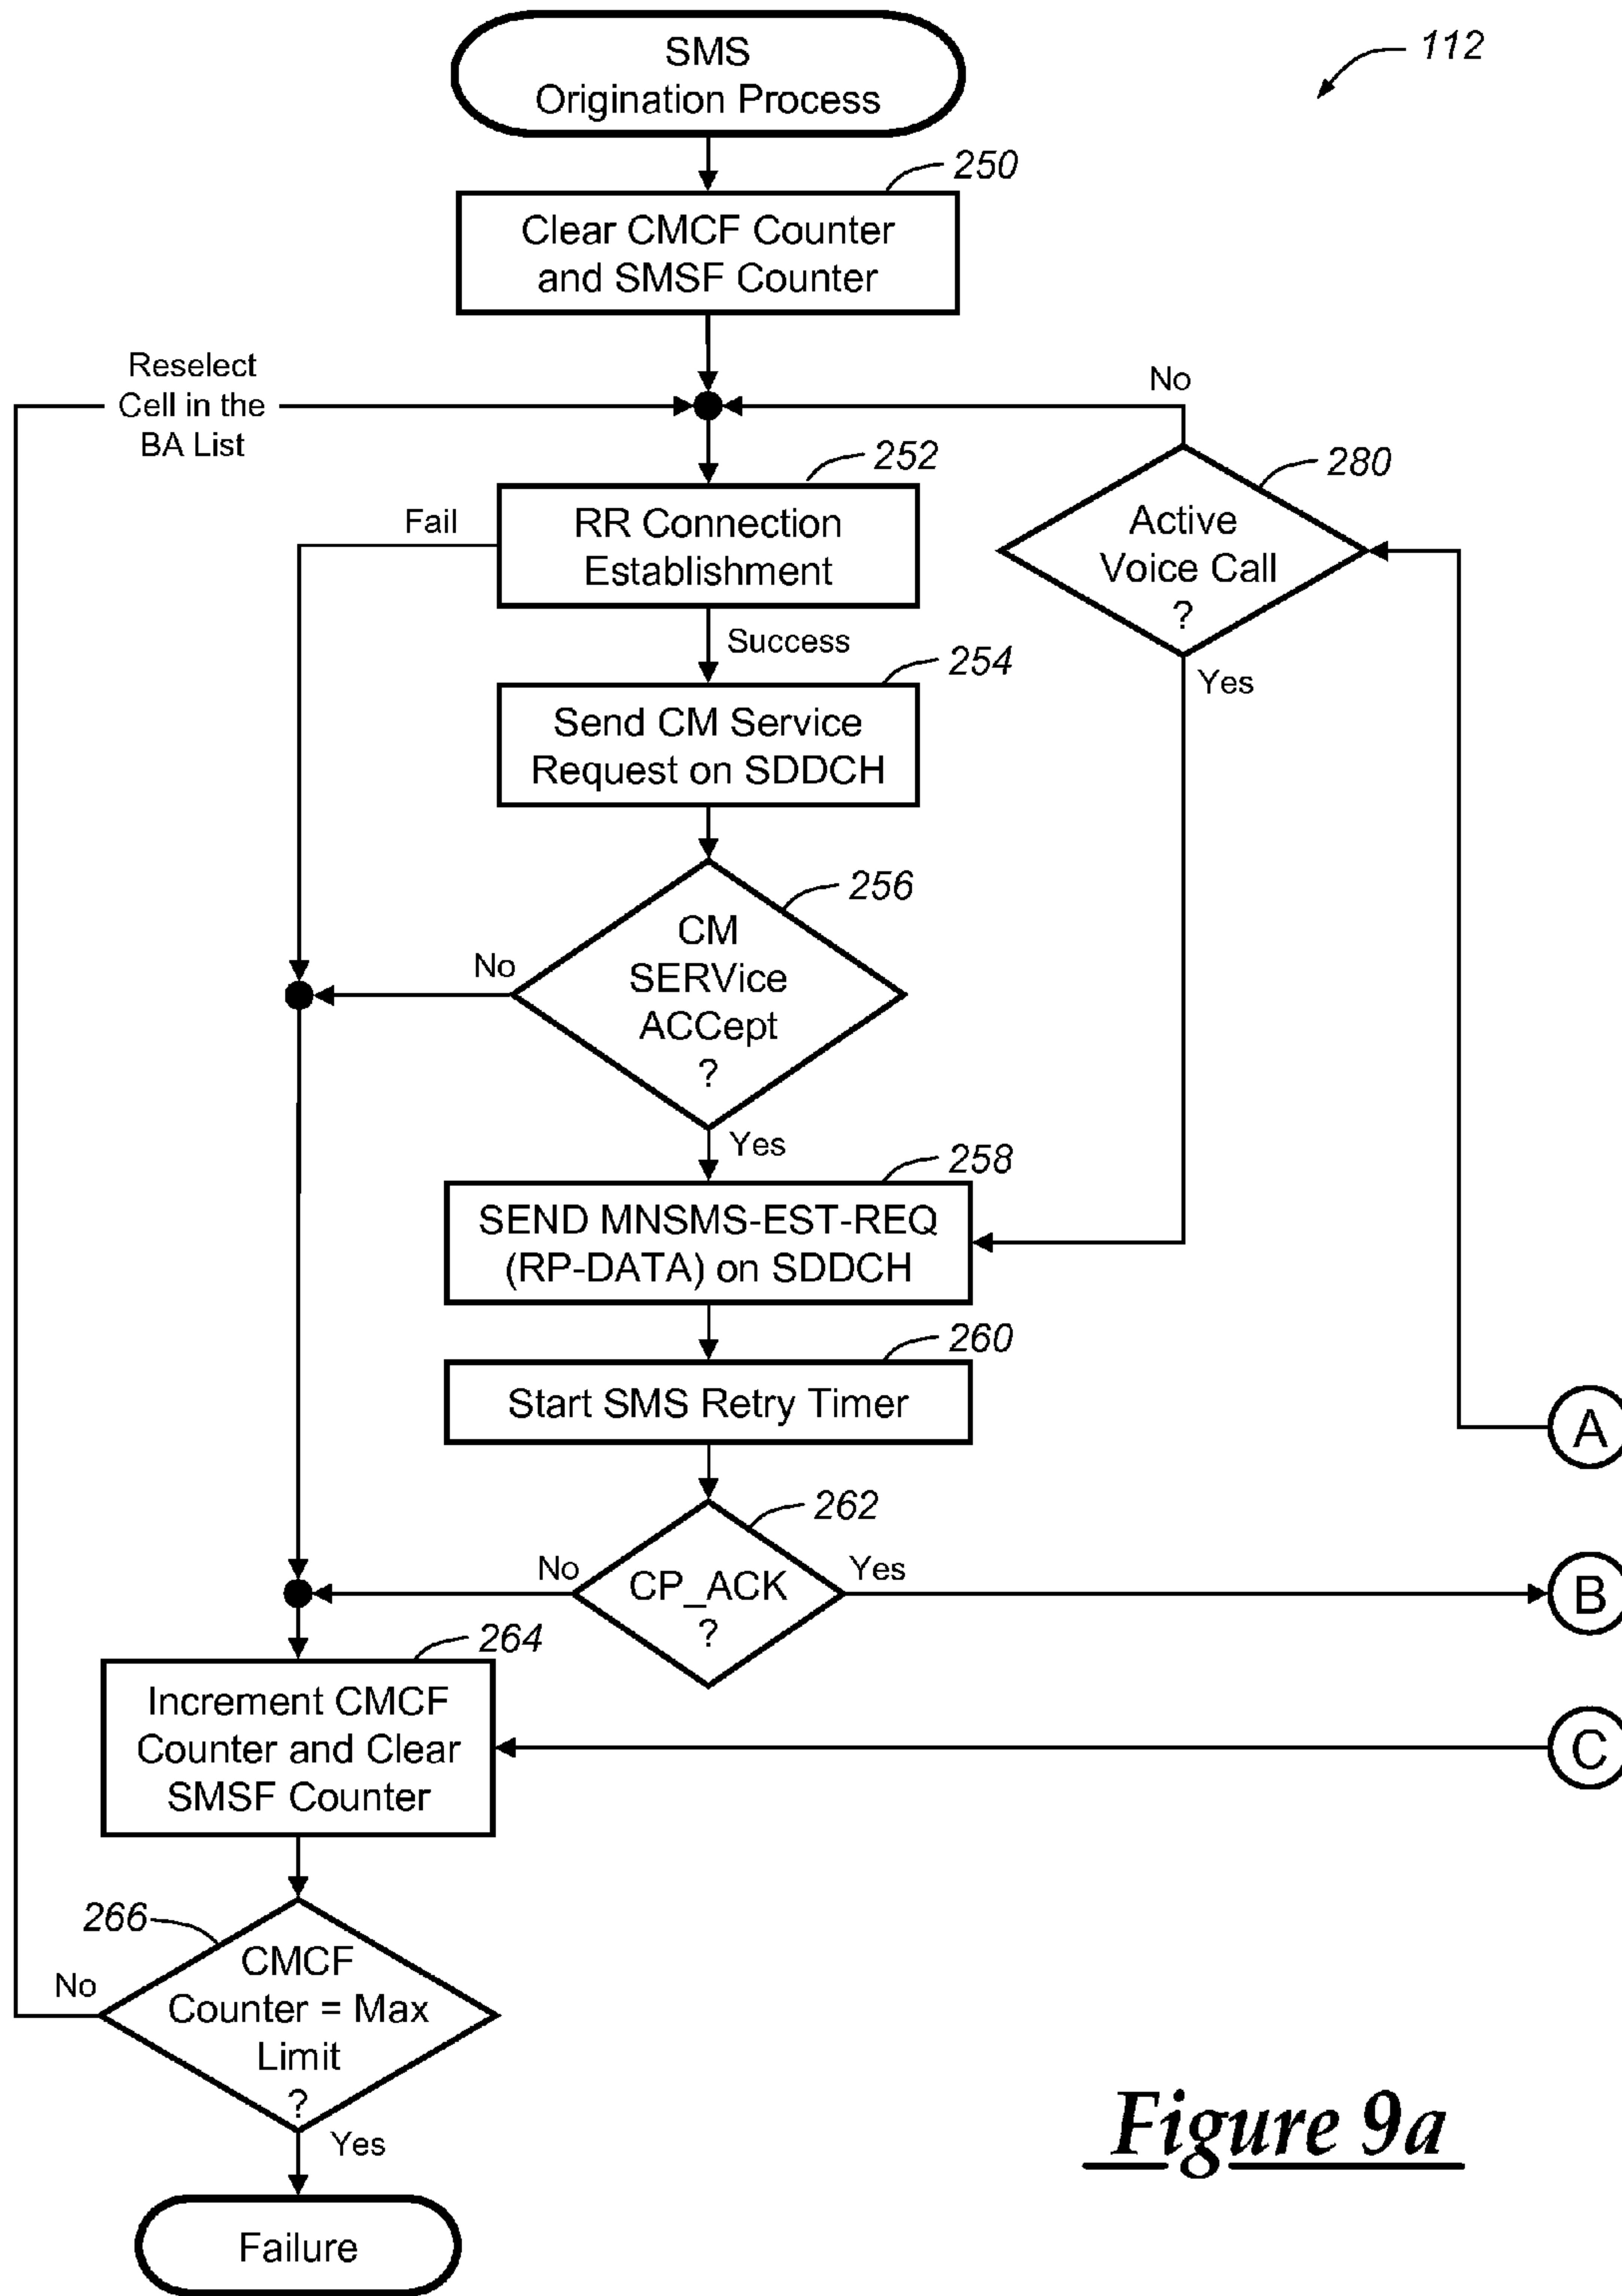 SMS
Origination Process
112
250
Clear CMCF Counter
and SMSF Counter
Reselect
Cell in the
BA List
No
252
RR Connection
Establishment
Fail
280
Active
Voice Call
?
Success
Yes
254
Send CM Service
Request on SDDCH
256
CM
SERVice
ACCept
?
No
Yes
258
SEND MNSMS-EST-REQ
(RP-DATA) on SDDCH
260
Start SMS Retry Timer
A
262
CP_ACK
?
No
Yes
B
264
Increment CMCF
Counter and Clear
SMSF Counter
C
266
CMCF
Counter = Max
Limit
?
No
Yes
Failure
Figure 9a